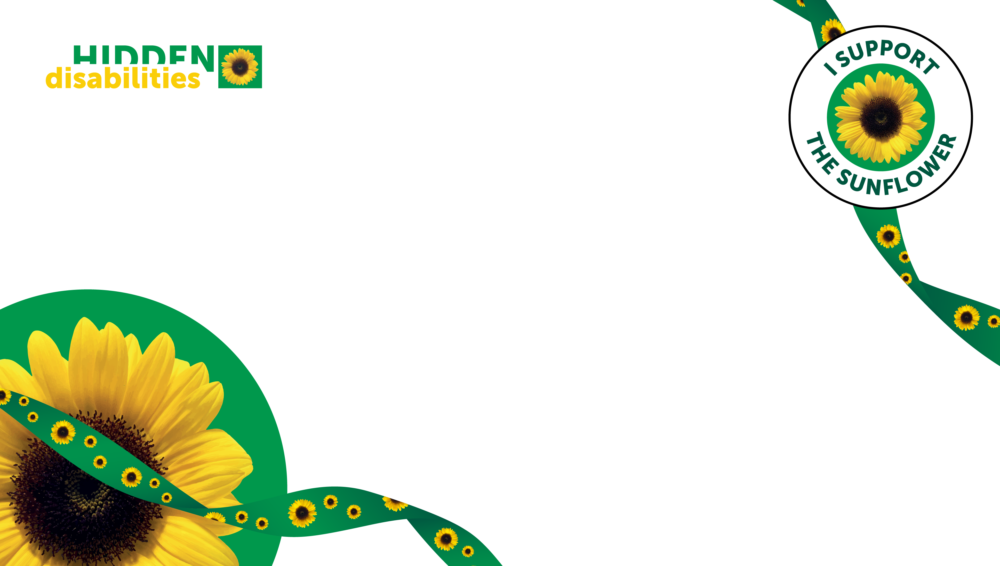 HIDDEN
disabilities
I SUPPORT
THE SUNFLOWER